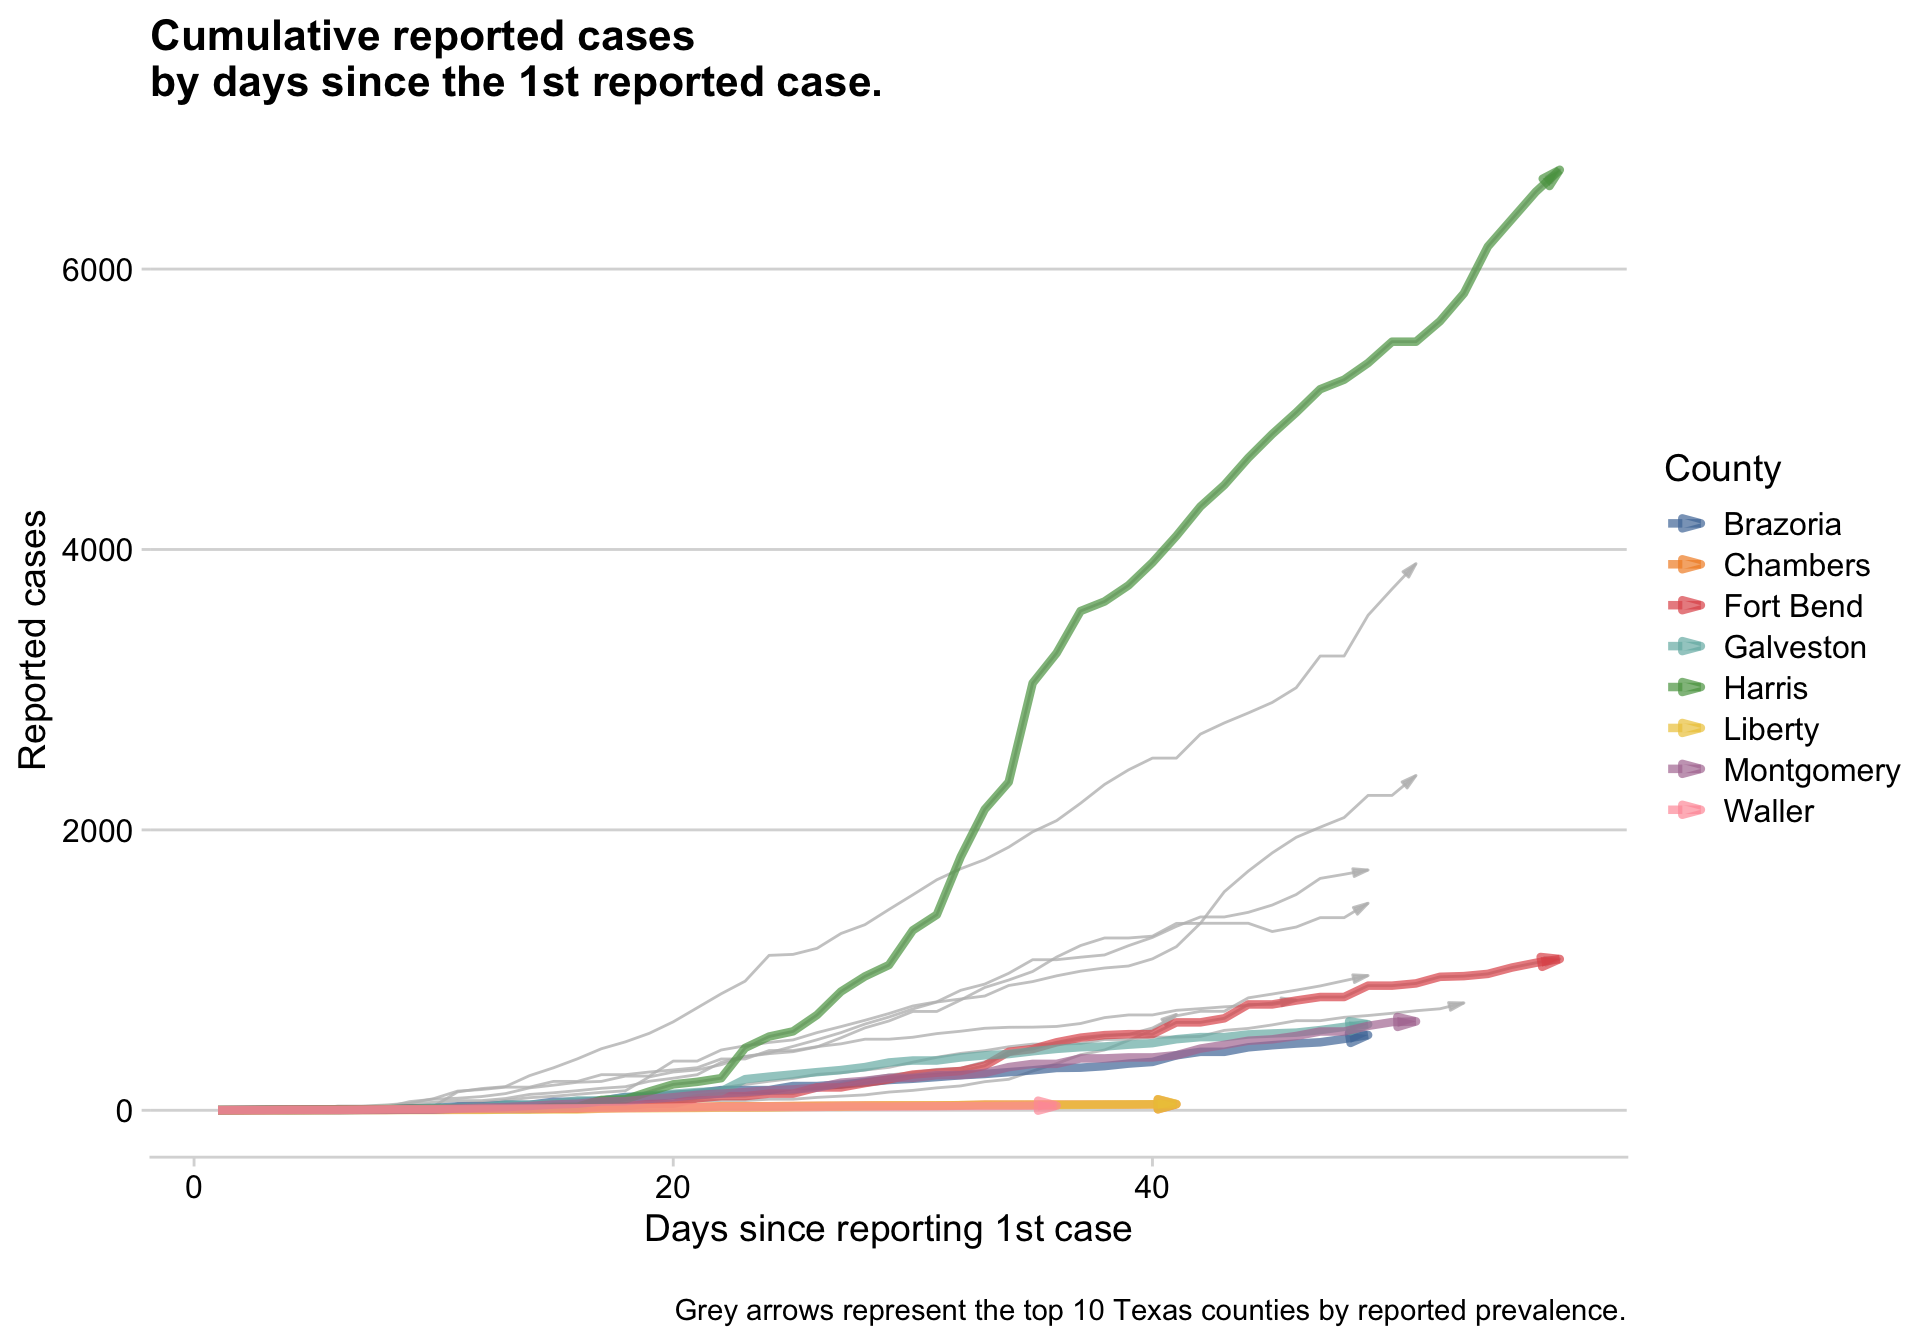 Cumulative reported cases
by days since the 1st reported case.
6000
4000
2000
0
Reported cases
0 20 40
Days since reporting 1st case
County
Brazoria
Chambers
Fort Bend
Galveston
Harris
Liberty
Montgomery
Waller
Grey arrows represent the top 10 Texas counties by reported prevalence.